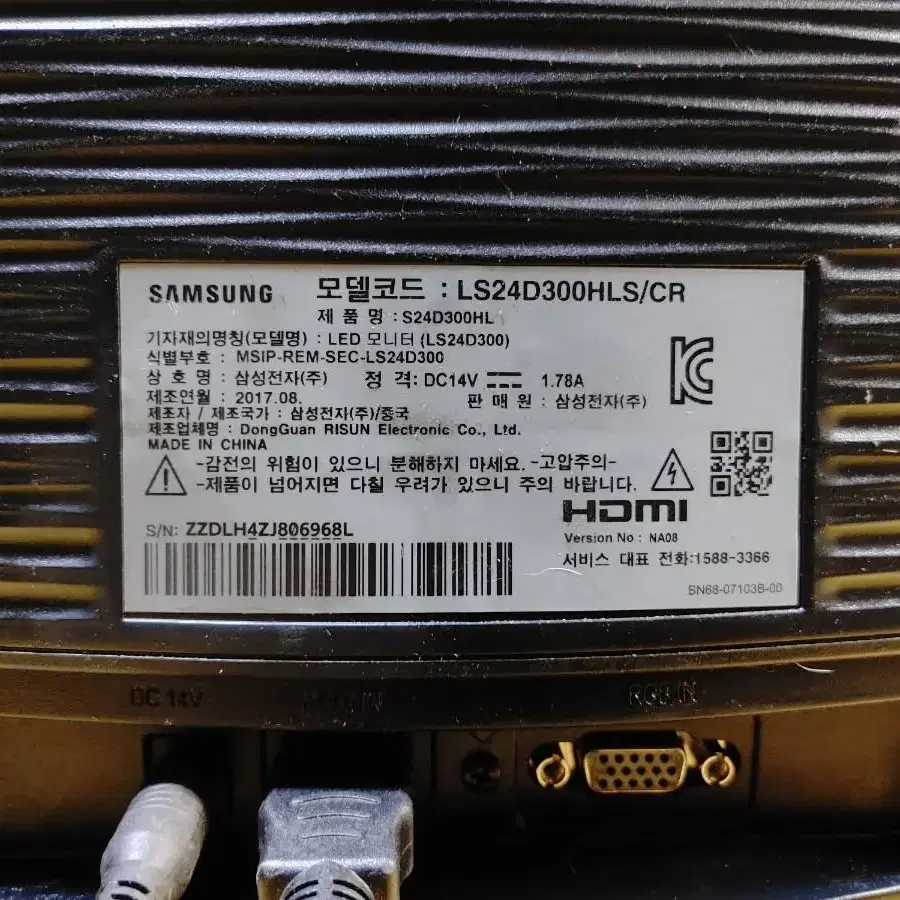 SAMSUNG 모델코드 : LS24D300HLS/CR
제 품 명 : S24D300HL
기자재의명칭(모델명) : LED 모니터 (LS24D300)
식별부호 : MSIP-REM-SEC-LS24D300
상 호 명 : 삼성전자(주) 정 격 : DC14V 1.78A
제조연월 : 2017.08. 판 매 원 : 삼성전자(주)
제조자 / 제조국가 : 삼성전자(주)/중국
제조업체명 : DongGuan RISUN Electronic Co., Ltd.
MADE IN CHINA
-감전의 위험이 있으니 분해하지 마세요. -고압주의-
-제품이 넘어지면 다칠 우려가 있으니 주의 바랍니다.
HDMI
S/N: ZZDLH4ZJ806968L
Version No : NA08
서비스 대표 전화:1588-3366
BN68-07103B-00
DC 14V HDMI IN RGB IN